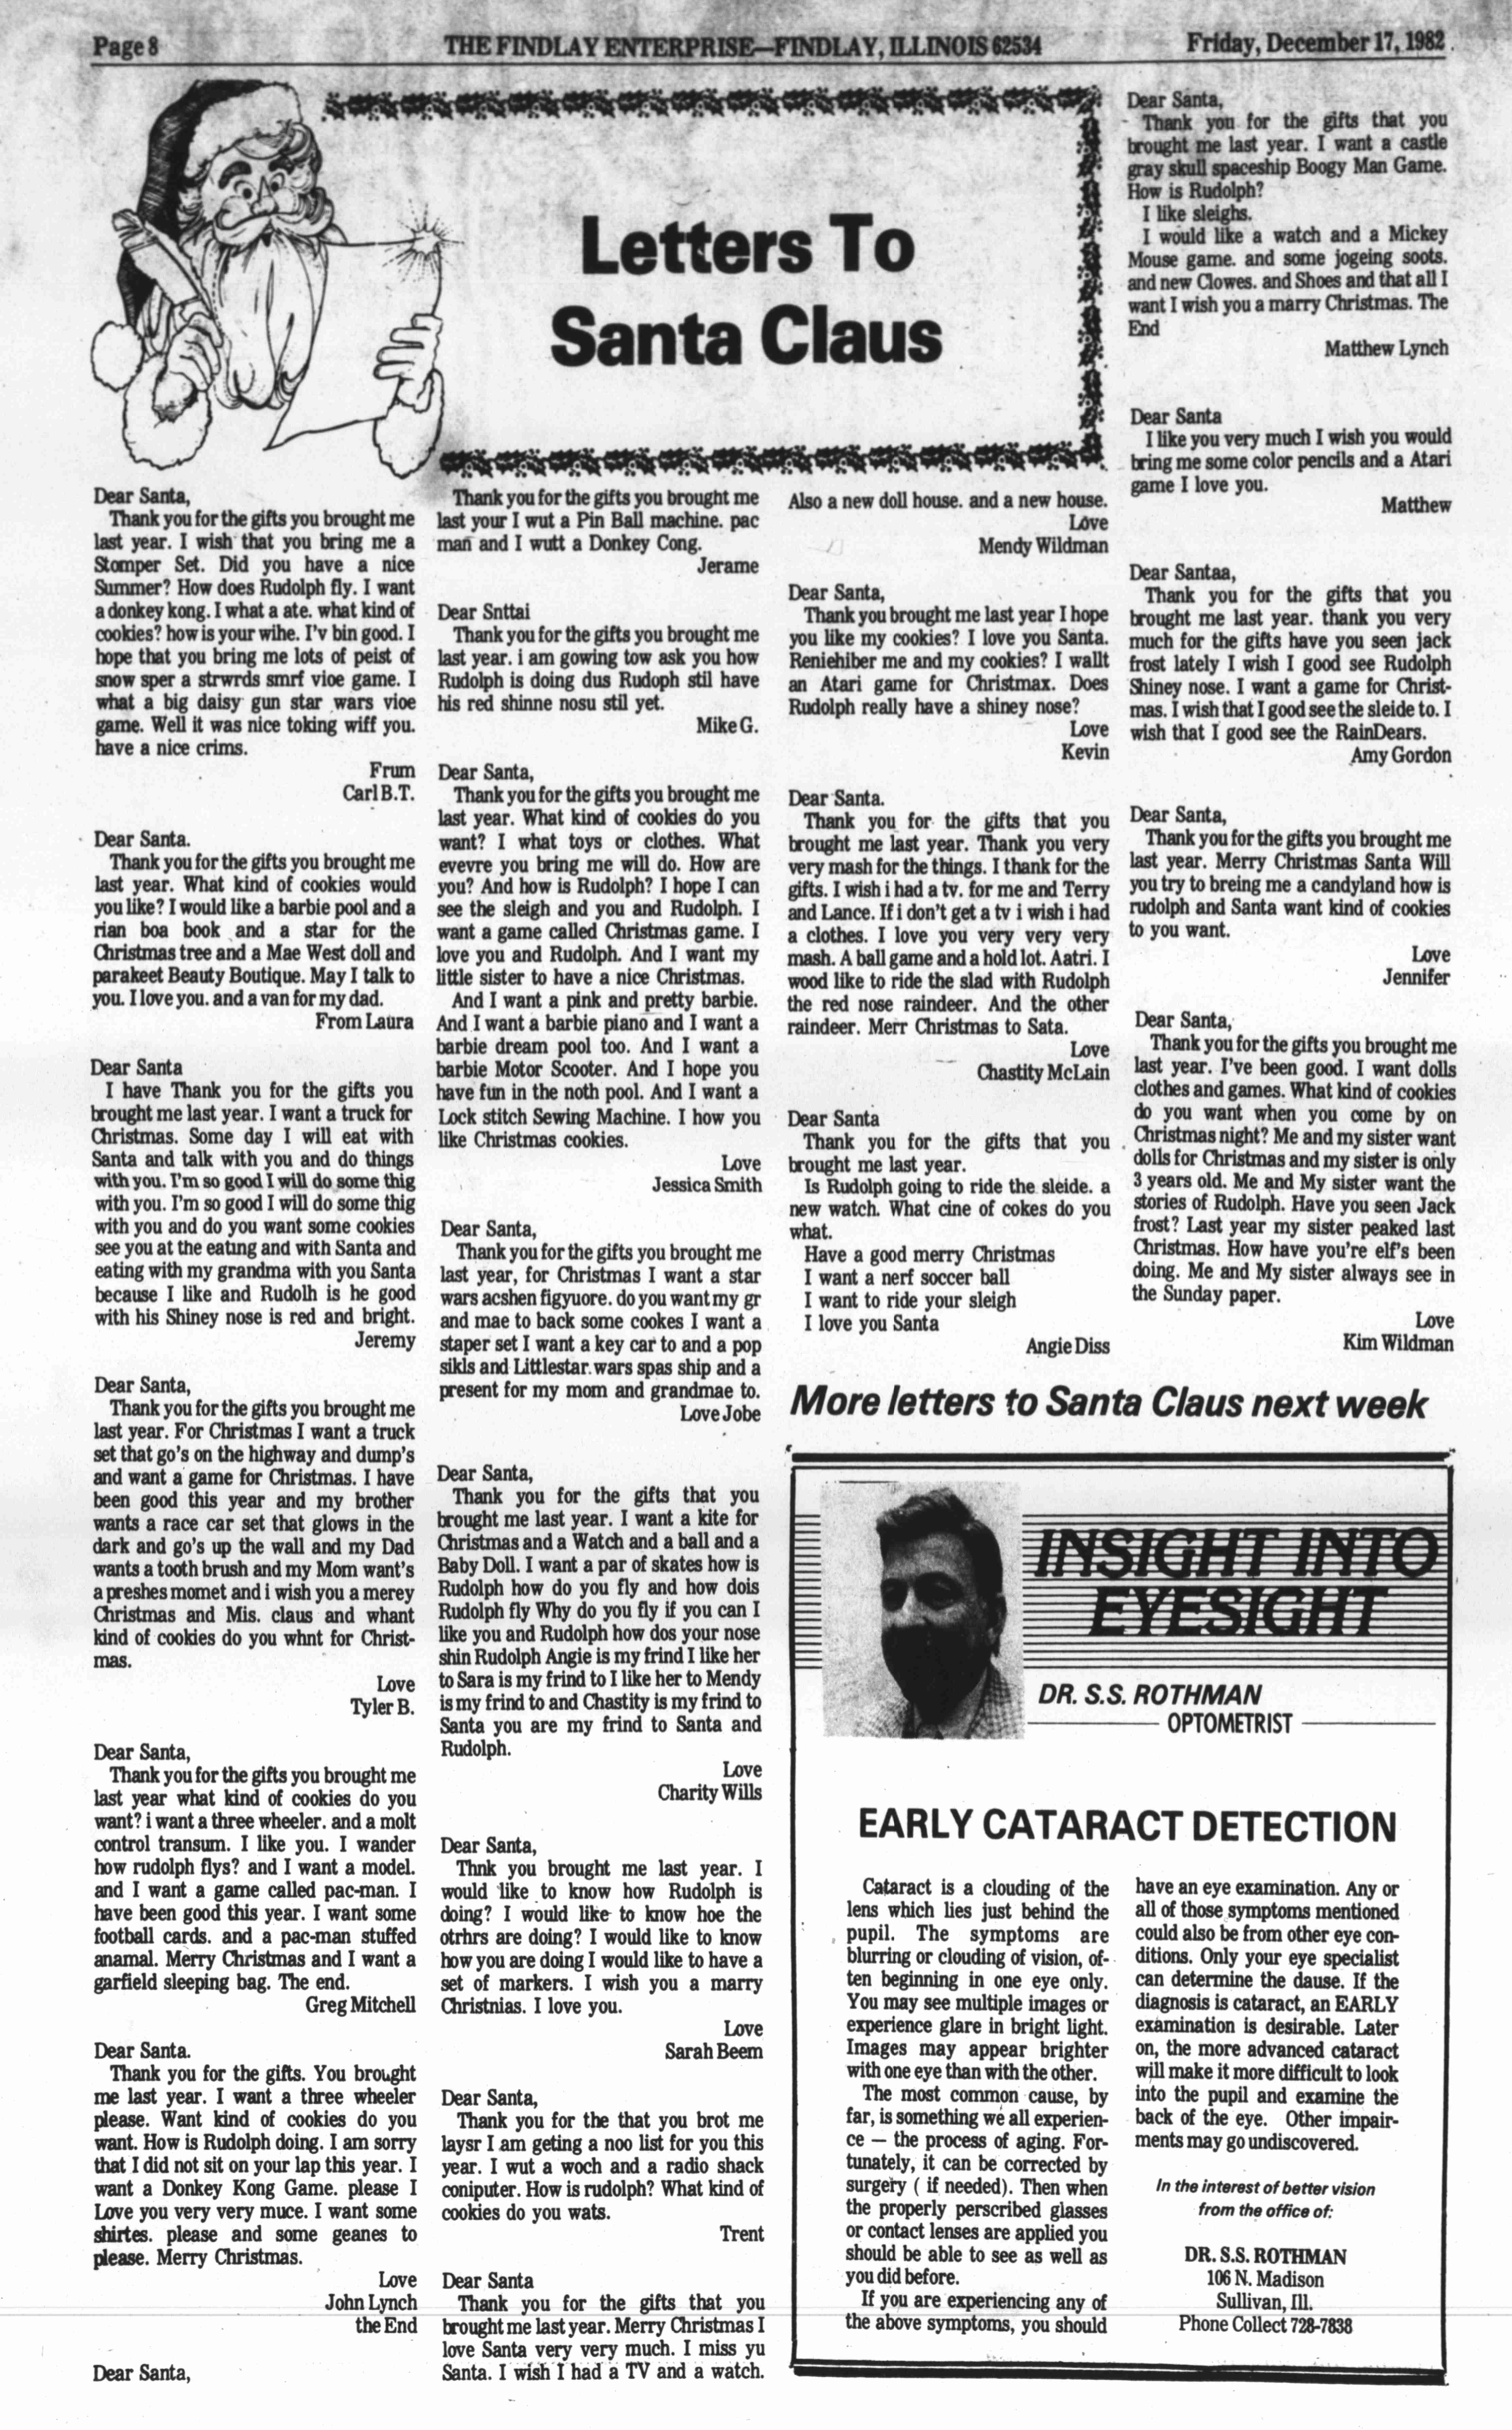 Page 8
THE FINDLAY ENTERPRISE—FINDLAY, ILLINOIS 62534
Friday, December 17, 1982
Letters To
Santa Claus
Dear Santa,
Thank you for the gifts you brought me
last year. I wish that you bring me a
Stomper Set. Did you have a nice
Summer? How does Rudolph fly. I want
a donkey kong. I what a ate. what kind of
cookies? how is your wihe. I'v bin good. I
hope that you bring me lots of peist of
snow sper a strwrds smrf vioe game. I
what a big daisy gun star wars vioe
game. Well it was nice toking wiff you.
have a nice crims.
Frum
Carl B.T.
Dear Santa.
Thank you for the gifts you brought me
last year. What kind of cookies would
you like? I would like a barbie pool and a
rian boa book and a star for the
Christmas tree and a Mae West doll and
parakeet Beauty Boutique. May I talk to
you. I love you. and a van for my dad.
From Laura
Dear Santa
I have Thank you for the gifts you
brought me last year. I want a truck for
Christmas. Some day I will eat with
Santa and talk with you and do things
with you. I'm so good I will do some thig
with you. I'm so good I will do some thig
with you and do you want some cookies
see you at the eating and with Santa and
eating with my grandma with you Santa
because I like and Rudolh is he good
with his Shiney nose is red and bright.
Jeremy
Dear Santa,
Thank you for the gifts you brought me
last year. For Christmas I want a truck
set that go's on the highway and dump's
and want a game for Christmas. I have
been good this year and my brother
wants a race car set that glows in the
dark and go's up the wall and my Dad
wants a tooth brush and my Mom want's
a preshes momet and i wish you a merey
Christmas and Mis. claus and whant
kind of cookies do you whnt for Christ-
mas.
Love
Tyler B.
Dear Santa,
Thank you for the gifts you brought me
last year what kind of cookies do you
want? i want a three wheeler. and a molt
control transum. I like you. I wander
how rudolph flys? and I want a model.
and I want a game called pac-man. I
have been good this year. I want some
football cards. and a pac-man stuffed
anamal. Merry Christmas and I want a
garfield sleeping bag. The end.
Greg Mitchell
Dear Santa.
Thank you for the gifts. You brought
me last year. I want a three wheeler
please. Want kind of cookies do you
want. How is Rudolph doing. I am sorry
that I did not sit on your lap this year. I
want a Donkey Kong Game. please I
Love you very very muce. I want some
shirtes. please and some geanes to
please. Merry Christmas.
Love
John Lynch
the End
Dear Santa,
Thank you for the gifts you brought me
last your I wut a Pin Ball machine. pac
man and I wutt a Donkey Cong.
Jerame
Dear Snttai
Thank you for the gifts you brought me
last year. i am gowing tow ask you how
Rudolph is doing dus Rudoph stil have
his red shinne nosu stil yet.
Mike G.
Dear Santa,
Thank you for the gifts you brought me
last year. What kind of cookies do you
want? I what toys or clothes. What
evevre you bring me will do. How are
you? And how is Rudolph? I hope I can
see the sleigh and you and Rudolph. I
want a game called Christmas game. I
love you and Rudolph. And I want my
little sister to have a nice Christmas.
And I want a pink and pretty barbie.
And I want a barbie piano and I want a
barbie dream pool too. And I want a
barbie Motor Scooter. And I hope you
have fun in the noth pool. And I want a
Lock stitch Sewing Machine. I how you
like Christmas cookies.
Love
Jessica Smith
Dear Santa,
Thank you for the gifts you brought me
last year, for Christmas I want a star
wars acshen figyuore. do you want my gr
and mae to back some cookes I want a
staper set I want a key car to and a pop
sikls and Littlestar wars spas ship and a
present for my mom and grandmae to.
Love Jobe
Dear Santa,
Thank you for the gifts that you
brought me last year. I want a kite for
Christmas and a Watch and a ball and a
Baby Doll. I want a par of skates how is
Rudolph how do you fly and how dois
Rudolph fly Why do you fly if you can I
like you and Rudolph how dos your nose
shin Rudolph Angie is my frind I like her
to Sara is my frind to I like her to Mendy
is my frind to and Chastity is my frind to
Santa you are my frind to Santa and
Rudolph.
Love
Charity Wills
Dear Santa,
Thnk you brought me last year. I
would like to know how Rudolph is
doing? I would like to know hoe the
otrhrs are doing? I would like to know
how you are doing I would like to have a
set of markers. I wish you a marry
Christnias. I love you.
Love
Sarah Beem
Dear Santa,
Thank you for the that you brot me
laysr I am geting a noo list for you this
year. I wut a woch and a radio shack
coniputer. How is rudolph? What kind of
cookies do you wats.
Trent
Dear Santa
Thank you for the gifts that you
brought me last year. Merry Christmas I
love Santa very very much. I miss yu
Santa. I wish I had a TV and a watch.
Also a new doll house. and a new house.
Love
Mendy Wildman
Dear Santa,
Thank you brought me last year I hope
you like my cookies? I love you Santa.
Reniehiber me and my cookies? I wallt
an Atari game for Christmax. Does
Rudolph really have a shiney nose?
Love
Kevin
Dear Santa.
Thank you for the gifts that you
brought me last year. Thank you very
very mash for the things. I thank for the
gifts. I wish i had a tv. for me and Terry
and Lance. If i don't get a tv i wish i had
a clothes. I love you very very very
mash. A ball game and a hold lot. Aatri. I
wood like to ride the slad with Rudolph
the red nose raindeer. And the other
raindeer. Merr Christmas to Sata.
Love
Chastity McLain
Dear Santa
Thank you for the gifts that you
brought me last year.
Is Rudolph going to ride the sleide. a
new watch. What cine of cokes do you
what.
Have a good merry Christmas
I want a nerf soccer ball
I want to ride your sleigh
I love you Santa
Angie Diss
Dear Santa,
Thank you for the gifts that you
brought me last year. I want a castle
gray skull spaceship Boogy Man Game.
How is Rudolph?
I like sleighs.
I would like a watch and a Mickey
Mouse game. and some jogeing soots.
and new Clowes. and Shoes and that all I
want I wish you a marry Christmas. The
End
Matthew Lynch
Dear Santa
I like you very much I wish you would
bring me some color pencils and a Atari
game I love you.
Matthew
Dear Santaa,
Thank you for the gifts that you
brought me last year. thank you very
much for the gifts have you seen jack
frost lately I wish I good see Rudolph
Shiney nose. I want a game for Christ-
mas. I wish that I good see the sleide to. I
wish that I good see the RainDears.
Amy Gordon
Dear Santa,
Thank you for the gifts you brought me
last year. Merry Christmas Santa Will
you try to breing me a candyland how is
rudolph and Santa want kind of cookies
to you want.
Love
Jennifer
Dear Santa,
Thank you for the gifts you brought me
last year. I've been good. I want dolls
clothes and games. What kind of cookies
do you want when you come by on
Christmas night? Me and my sister want
dolls for Christmas and my sister is only
3 years old. Me and My sister want the
stories of Rudolph. Have you seen Jack
frost? Last year my sister peaked last
Christmas. How have you're elf's been
doing. Me and My sister always see in
the Sunday paper.
Love
Kim Wildman
More letters to Santa Claus next week
INSIGHT INTO
EYESIGHT
DR. S.S. ROTHMAN
OPTOMETRIST
EARLY CATARACT DETECTION
Cataract is a clouding of the
lens which lies just behind the
pupil. The symptoms are
blurring or clouding of vision, of-
ten beginning in one eye only.
You may see multiple images or
experience glare in bright light.
Images may appear brighter
with one eye than with the other.
The most common cause, by
far, is something we all experien-
ce — the process of aging. For-
tunately, it can be corrected by
surgery ( if needed). Then when
the properly perscribed glasses
or contact lenses are applied you
should be able to see as well as
you did before.
If you are experiencing any of
the above symptoms, you should
have an eye examination. Any or
all of those symptoms mentioned
could also be from other eye con-
ditions. Only your eye specialist
can determine the dause. If the
diagnosis is cataract, an EARLY
examination is desirable. Later
on, the more advanced cataract
will make it more difficult to look
into the pupil and examine the
back of the eye. Other impair-
ments may go undiscovered.
In the interest of better vision
from the office of:
DR. S.S. ROTHMAN
106 N. Madison
Sullivan, Ill.
Phone Collect 728-7838